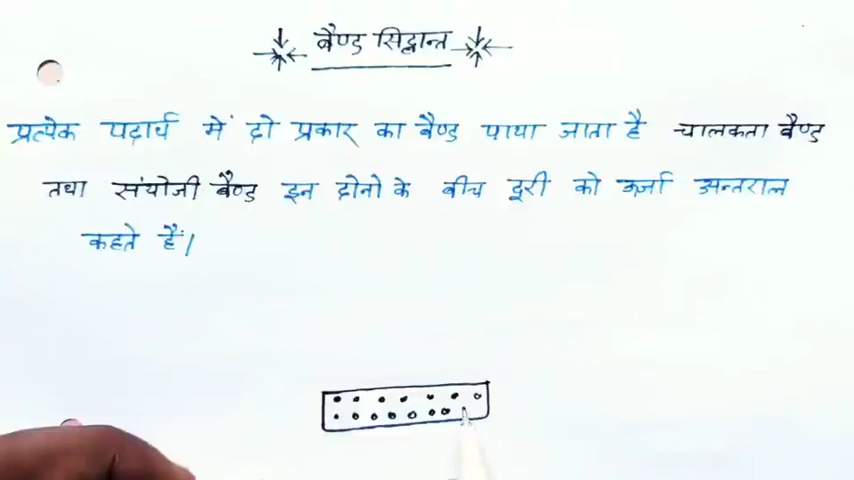 बैण्ड सिद्धान्त
प्रत्येक पदार्थ में दो प्रकार का बैण्ड पाया जाता है चालकता बैण्ड
तथा संयोजी बैण्ड इन दोनो के बीच दूरी को ऊर्जा अन्तराल
कहते हैं।